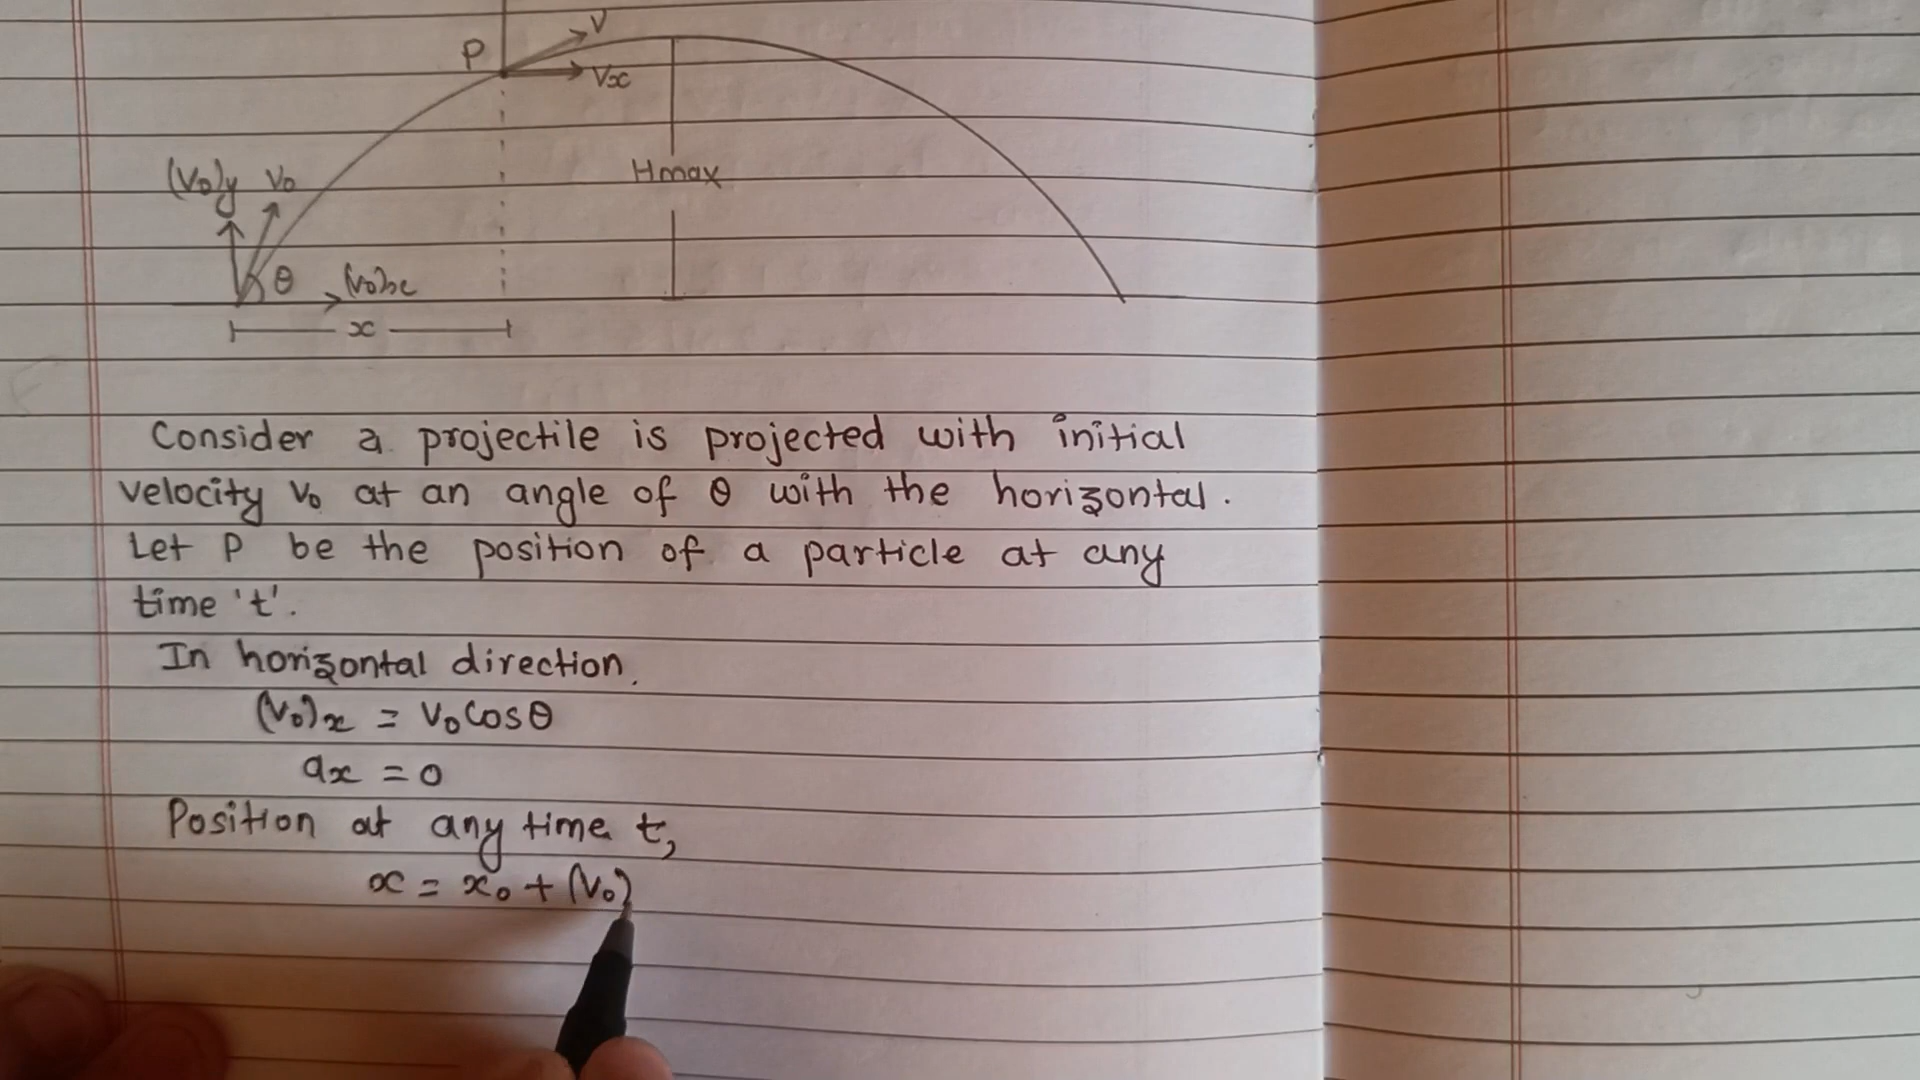 V
P
Vx
Hmax
(V₀)y V₀
θ (V₀)x
x
Consider a projectile is projected with initial
velocity V₀ at an angle of θ with the horizontal.
Let P be the position of a particle at any
time 't'.
In horizontal direction,
(V₀)x = V₀ Cosθ
ax = 0
Position at any time t,
x = x₀ + (V₀)